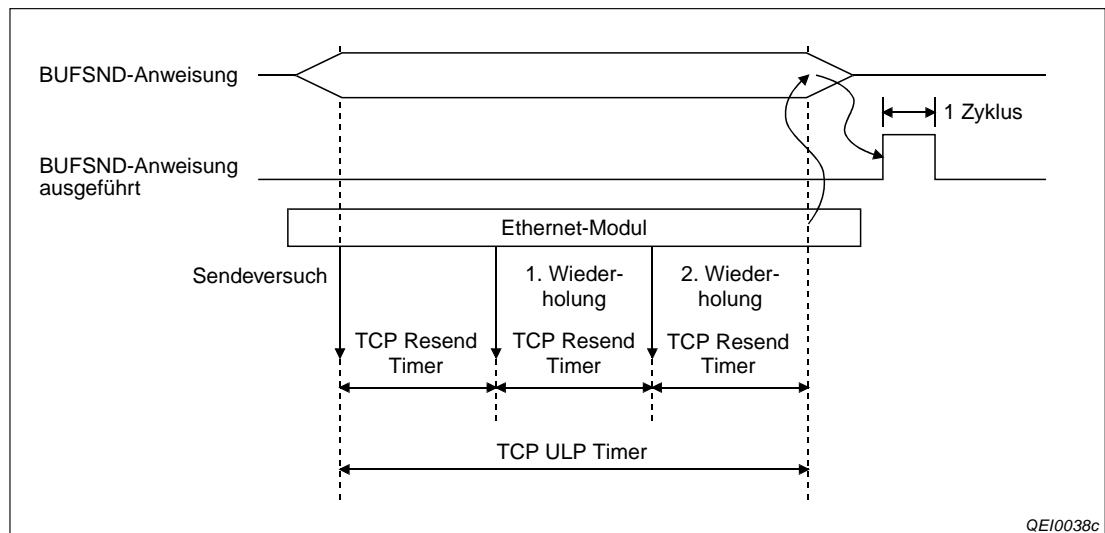 BUFSND-Anweisung
1 Zyklus
BUFSND-Anweisung
ausgeführt
Ethernet-Modul
Sendeversuch
1. Wieder-
holung
2. Wieder-
holung
TCP Resend
Timer
TCP Resend
Timer
TCP Resend
Timer
TCP ULP Timer
QEI0038c